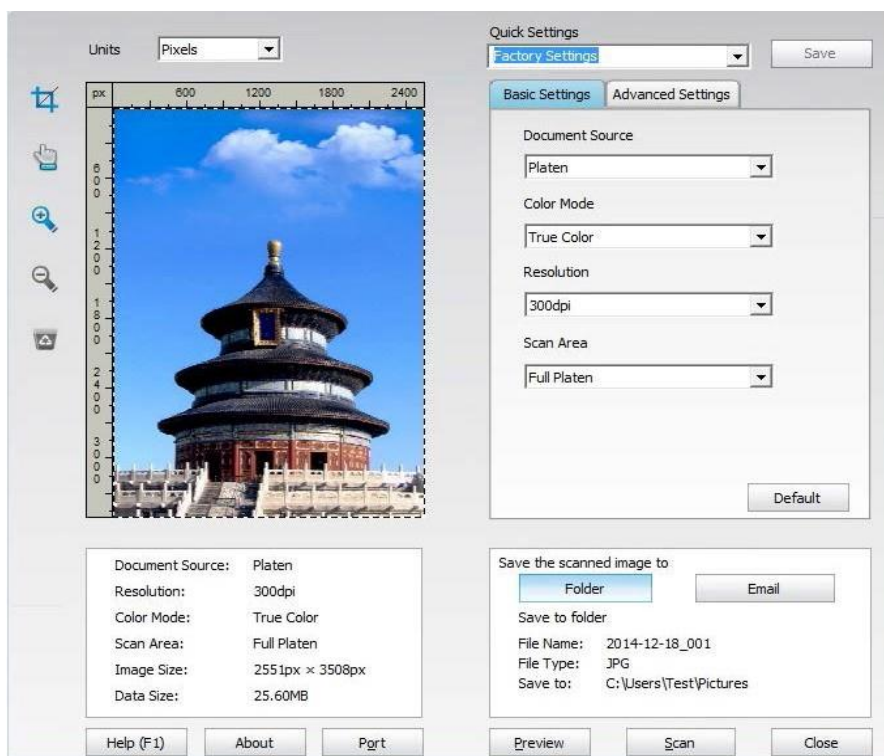 Units
Pixels
px 600 1200 1800 2400
600
1200
1800
2400
3000
Quick Settings
Factory Settings
Save
Basic Settings Advanced Settings
Document Source
Platen
Color Mode
True Color
Resolution
300dpi
Scan Area
Full Platen
Default
Document Source: Platen
Resolution: 300dpi
Color Mode: True Color
Scan Area: Full Platen
Image Size: 2551px × 3508px
Data Size: 25.60MB
Save the scanned image to
Folder Email
Save to folder
File Name: 2014-12-18_001
File Type: JPG
Save to: C:\Users\Test\Pictures
Help (F1) About Port
Preview Scan Close